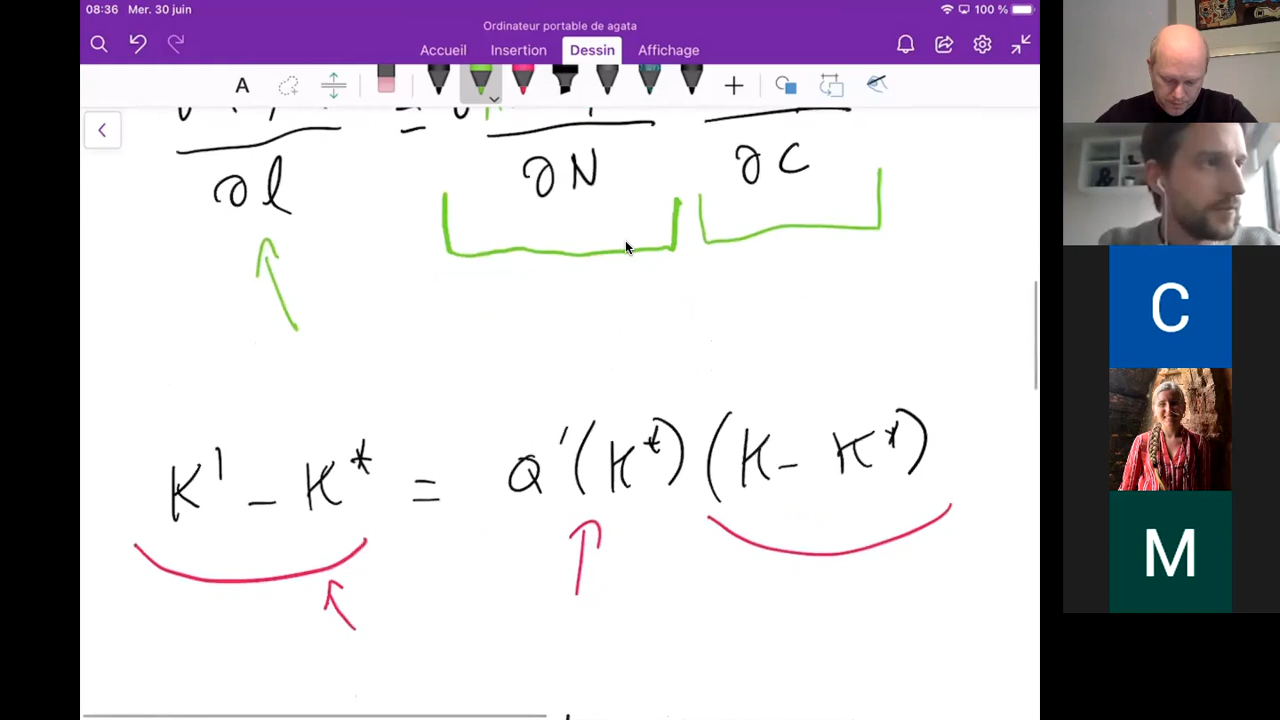 08:36 Mer. 30 juin
100 %
Ordinateur portable de agata
Accueil Insertion Dessin Affichage
A
=
∂l ∂N ∂C
K' - K* = Q'(K*)(K - K*)
C
M